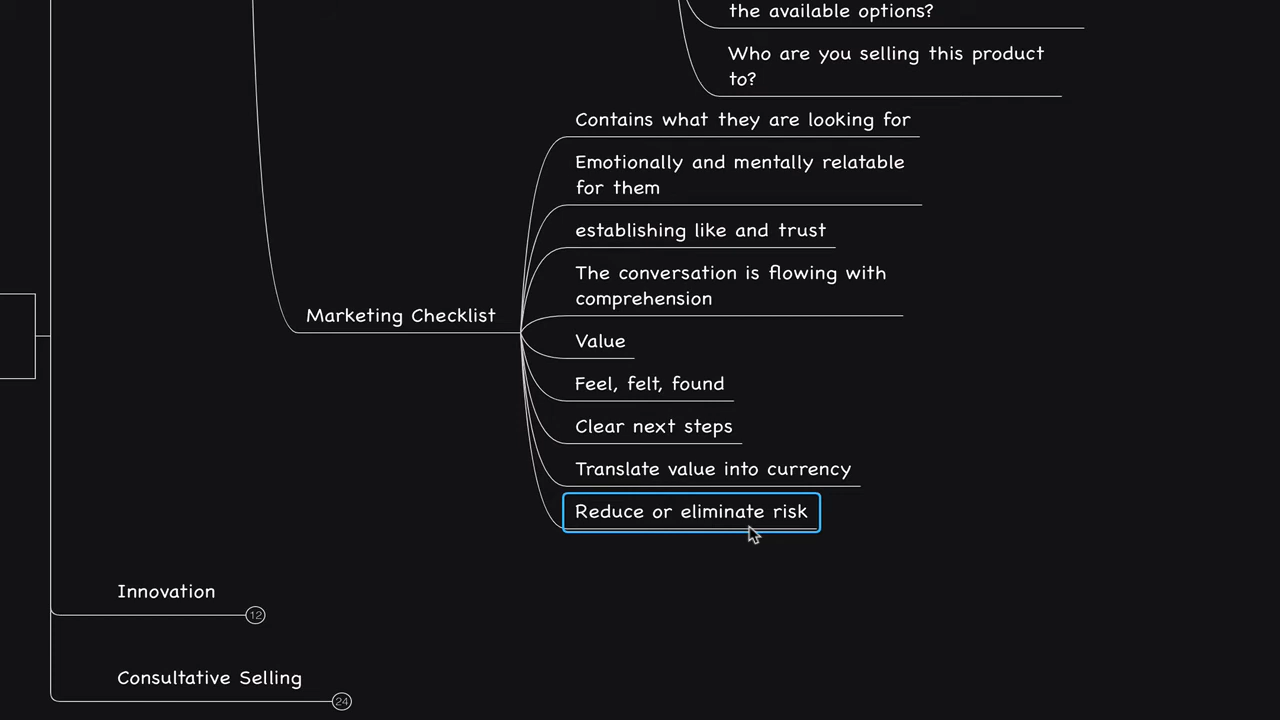 the available options?
Who are you selling this product
to?
Contains what they are looking for
Emotionally and mentally relatable
for them
establishing like and trust
The conversation is flowing with
comprehension
Marketing Checklist
Value
Feel, felt, found
Clear next steps
Translate value into currency
Reduce or eliminate risk
Innovation
12
Consultative Selling
24